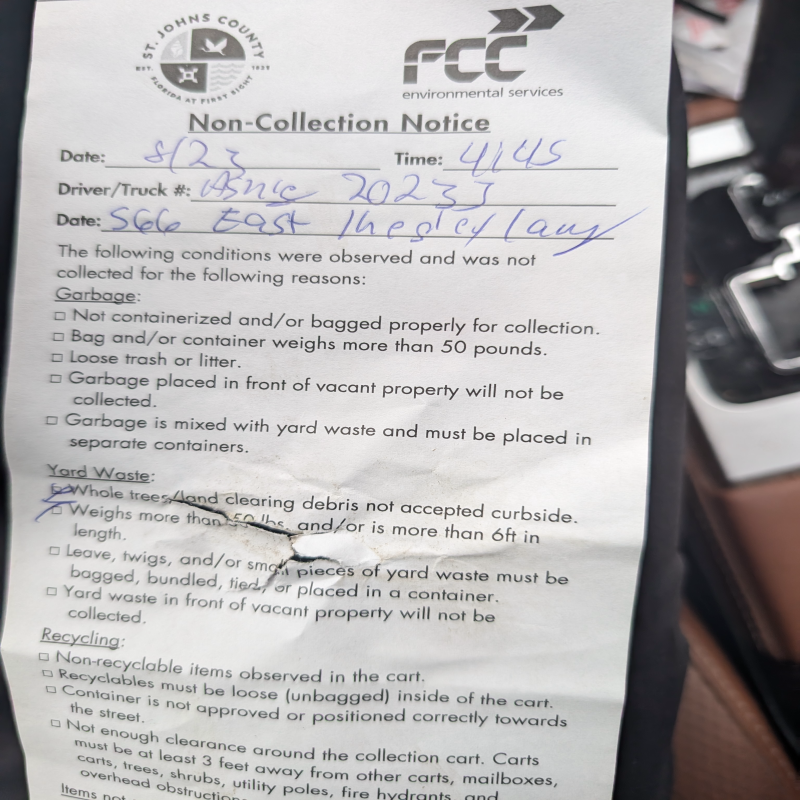 ST. JOHNS COUNTY
EST. 1821
FLORIDA AT FIRST SIGHT
FCC
environmental services
Non-Collection Notice
Date: 8/23 Time: 4:45
Driver/Truck #: 20233
Date: 566 East
The following conditions were observed and was not
collected for the following reasons:
Garbage:
□ Not containerized and/or bagged properly for collection.
□ Bag and/or container weighs more than 50 pounds.
□ Loose trash or litter.
□ Garbage placed in front of vacant property will not be
collected.
□ Garbage is mixed with yard waste and must be placed in
separate containers.
Yard Waste:
□ Whole trees/land clearing debris not accepted curbside.
□ Weighs more than 50 lbs. and/or is more than 6ft in
length.
□ Leave, twigs, and/or small pieces of yard waste must be
bagged, bundled, tied, or placed in a container.
□ Yard waste in front of vacant property will not be
collected.
Recycling:
□ Non-recyclable items observed in the cart.
□ Recyclables must be loose (unbagged) inside of the cart.
□ Container is not approved or positioned correctly towards
the street.
□ Not enough clearance around the collection cart. Carts
must be at least 3 feet away from other carts, mailboxes,
carts, trees, shrubs, utility poles, fire hydrants, and
overhead
Items